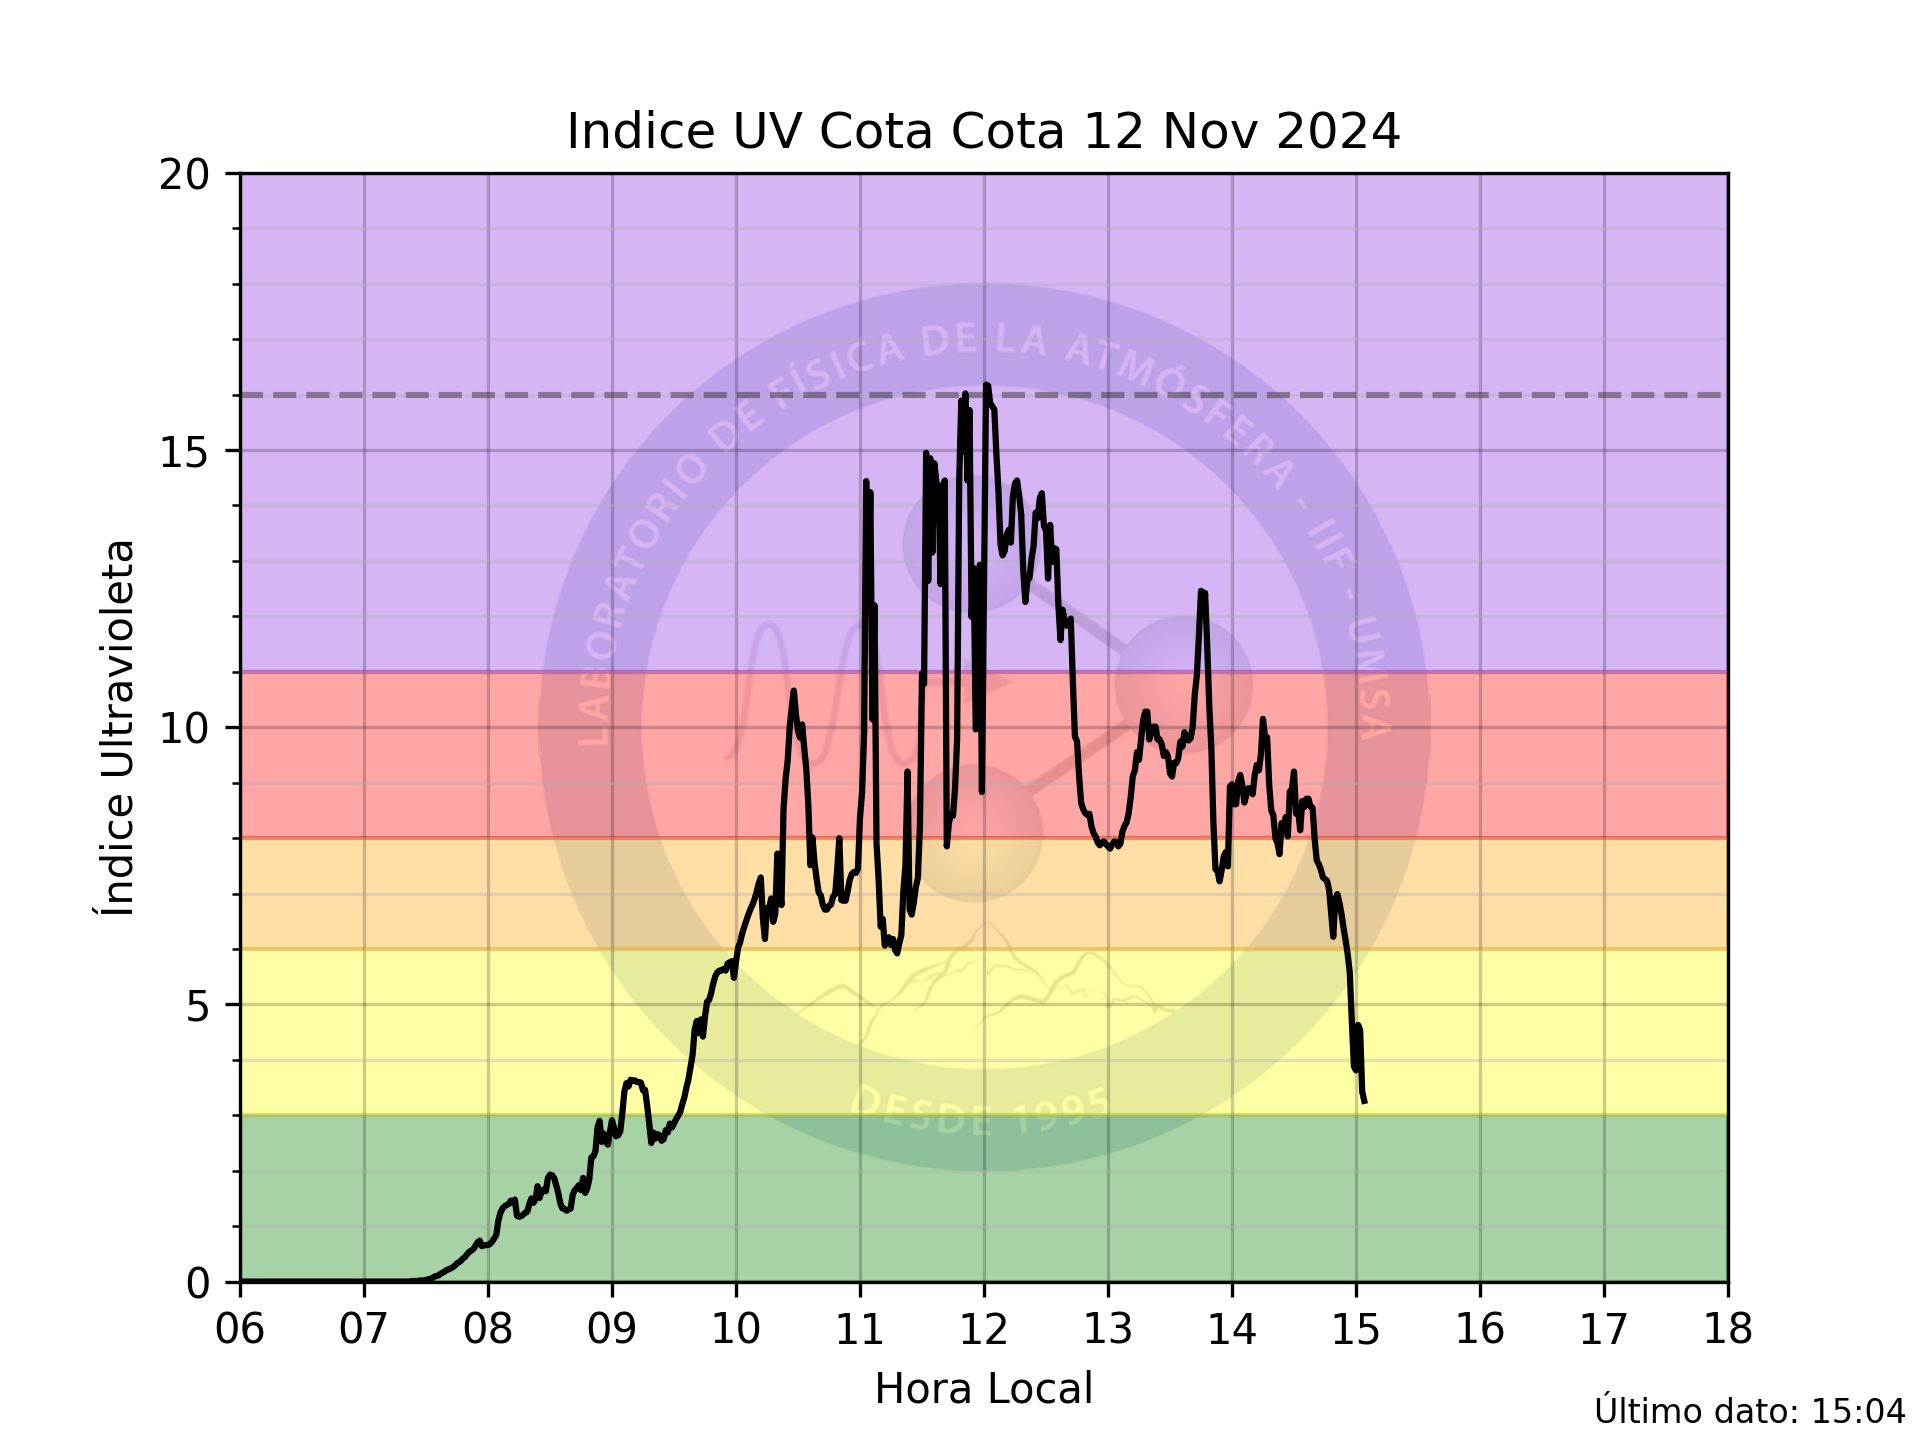 Indice UV Cota Cota 12 Nov 2024
20
15
10
5
0
Índice Ultravioleta
LABORATORIO DE FÍSICA DE LA ATMÓSFERA - IIF - UMSA
DESDE 1995
06 07 08 09 10 11 12 13 14 15 16 17 18
Hora Local
Último dato: 15:04